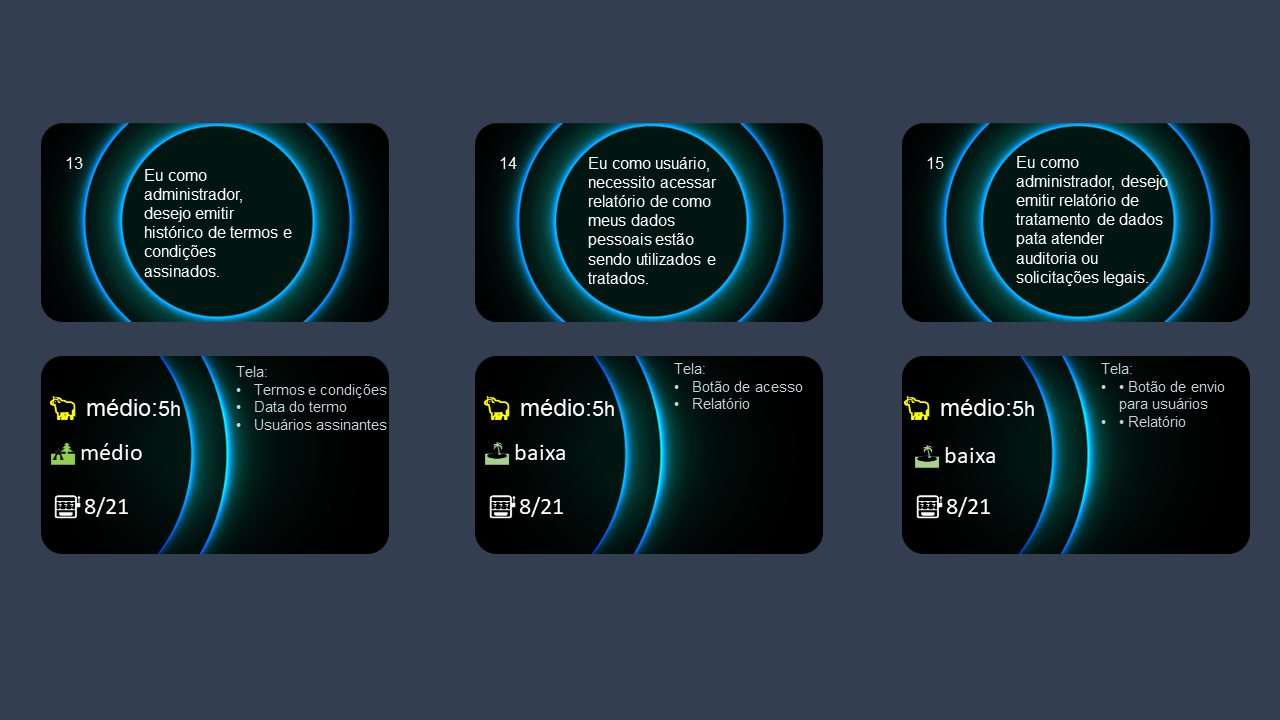 13
Eu como
administrador,
desejo emitir
histórico de termos e
condições
assinados.
14
Eu como usuário,
necessito acessar
relatório de como
meus dados
pessoais estão
sendo utilizados e
tratados.
15
Eu como
administrador, desejo
emitir relatório de
tratamento de dados
pata atender
auditoria ou
solicitações legais.
médio:5h
médio
8/21
Tela:
• Termos e condições
• Data do termo
• Usuários assinantes
médio:5h
baixa
8/21
Tela:
• Botão de acesso
• Relatório
médio:5h
baixa
8/21
Tela:
• • Botão de envio
para usuários
• • Relatório